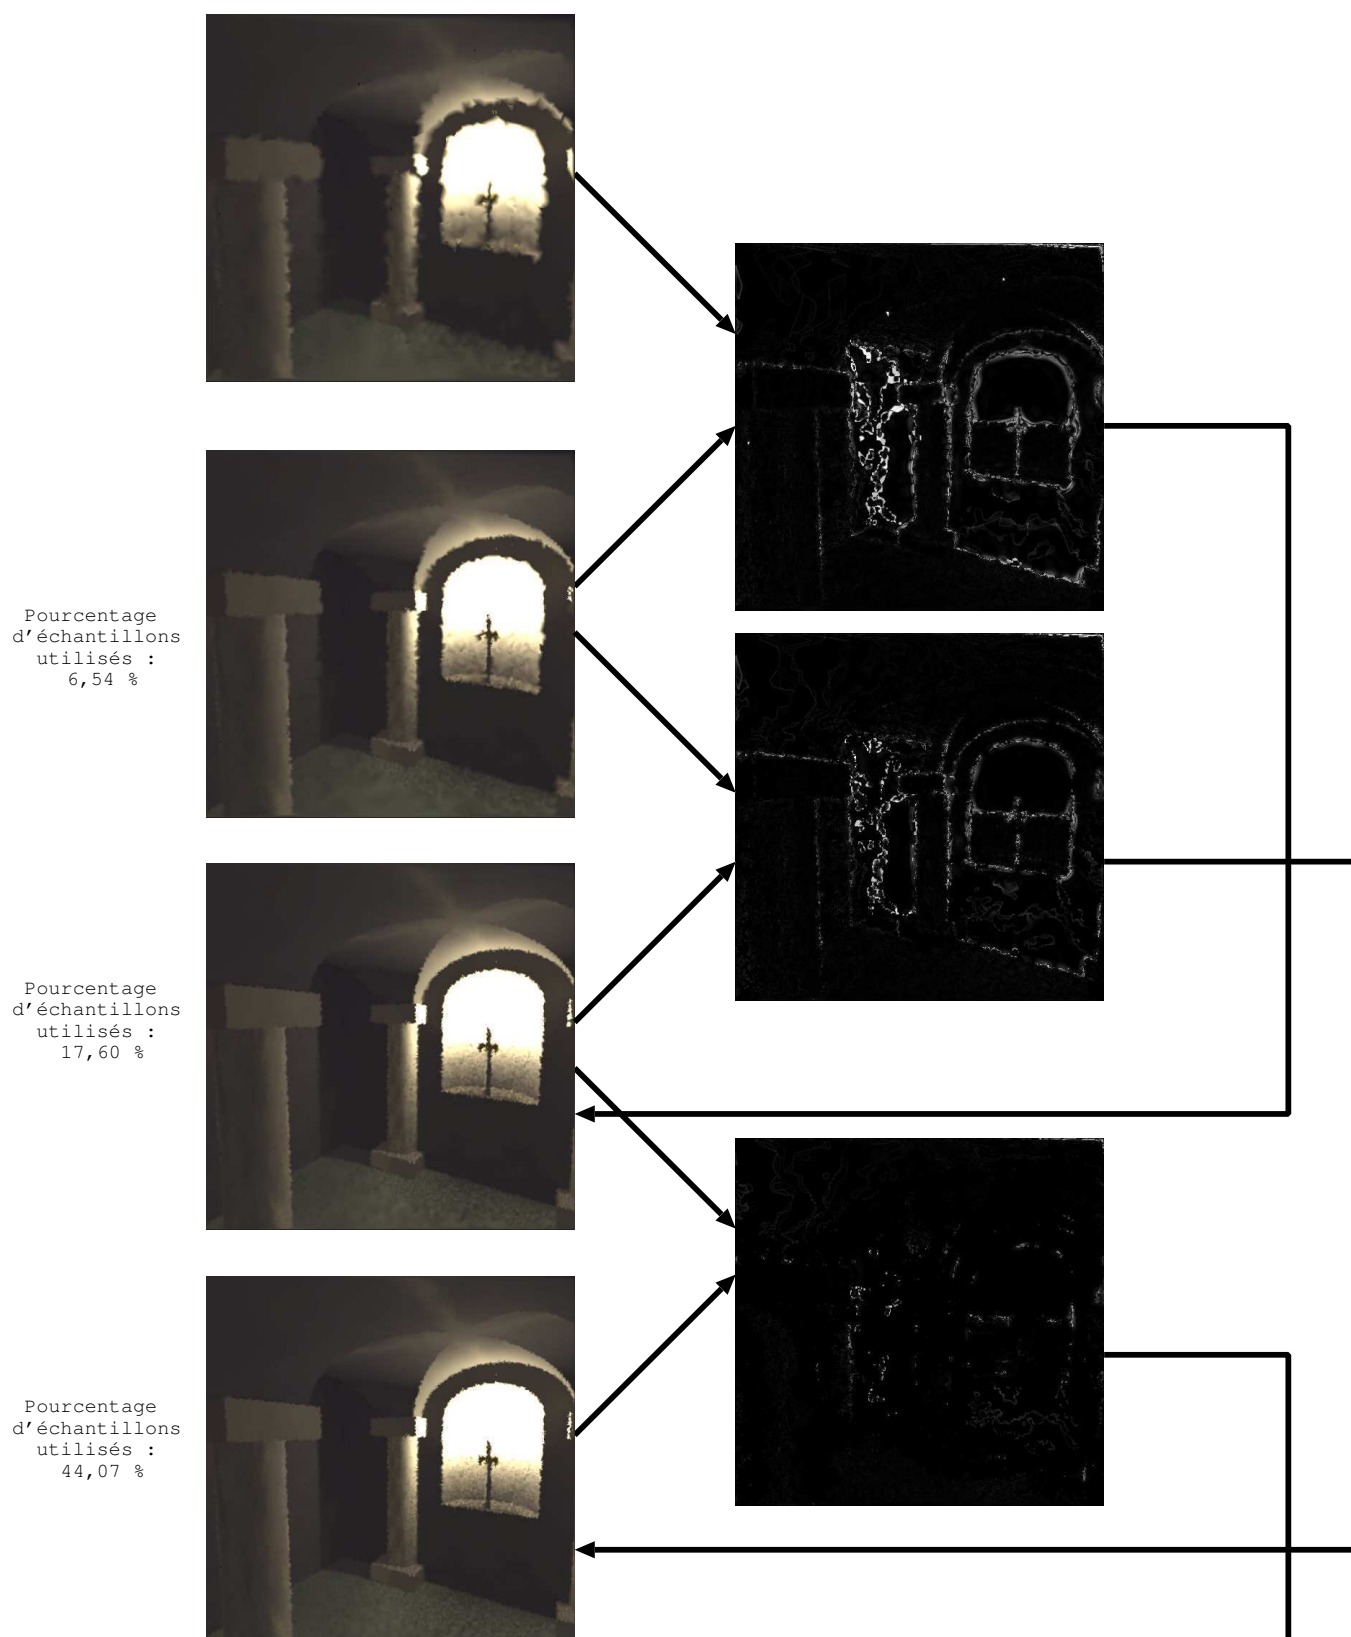 Pourcentage
d’échantillons
utilisés :
6,54 %
Pourcentage
d’échantillons
utilisés :
17,60 %
Pourcentage
d’échantillons
utilisés :
44,07 %